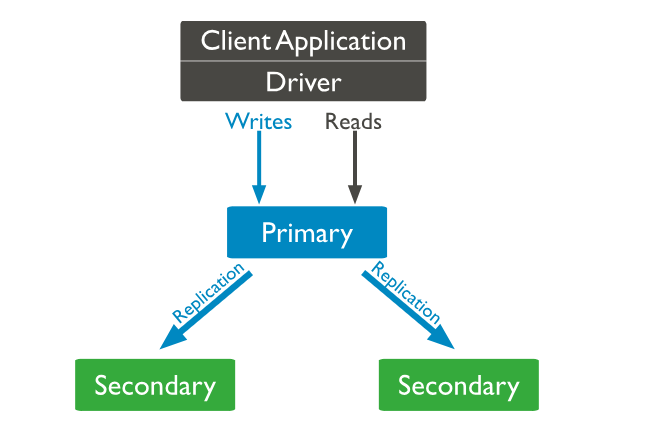 Client Application
Driver
Writes
Reads
Primary
Replication
Replication
Secondary
Secondary